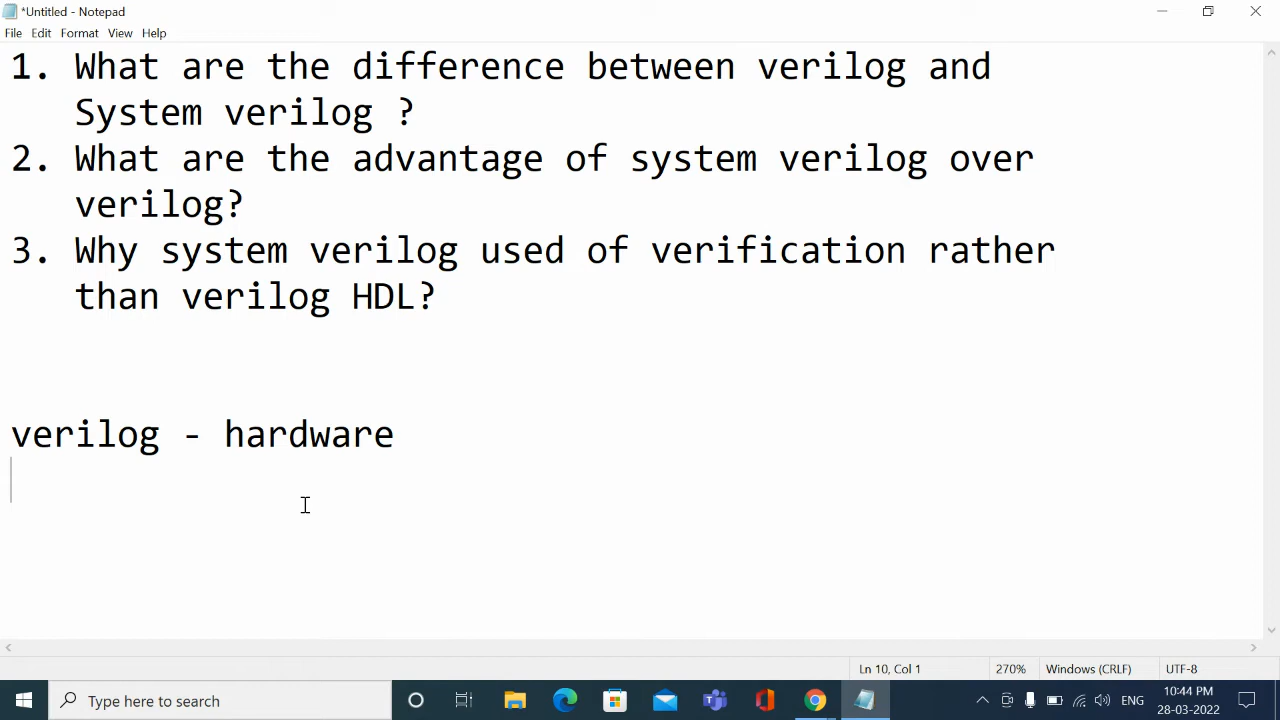 *Untitled - Notepad
File Edit Format View Help
1. What are the difference between verilog and
System verilog ?
2. What are the advantage of system verilog over
verilog?
3. Why system verilog used of verification rather
than verilog HDL?
verilog - hardware
Ln 10, Col 1 270% Windows (CRLF) UTF-8
Type here to search
ENG
10:44 PM
28-03-2022